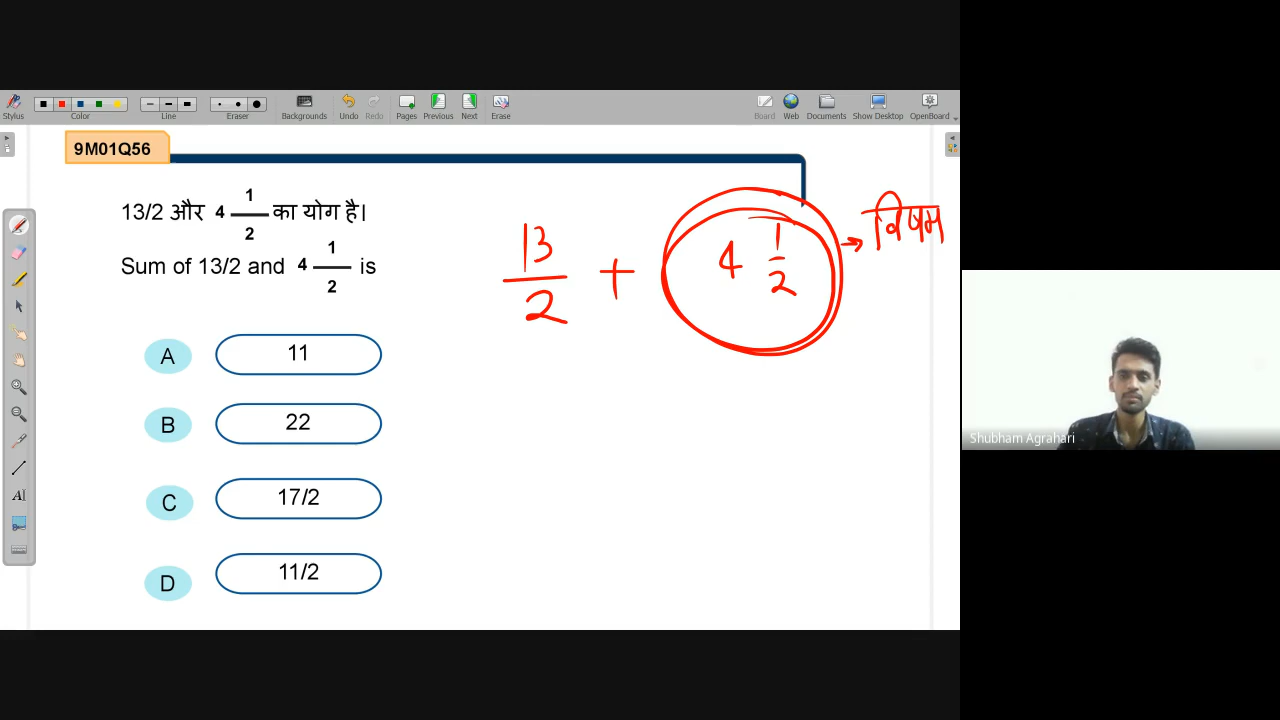 Stylus
Color
Line
Eraser
Backgrounds
Undo
Redo
Pages
Previous
Next
Erase
Board
Web
Documents
Show Desktop
OpenBoard
9M01Q56
13/2 और 4 1/2 का योग है।
Sum of 13/2 and 4 1/2 is
13/2 + 4 1/2 → विषम
A 11
B 22
C 17/2
D 11/2
AI
Shubham Agrahari